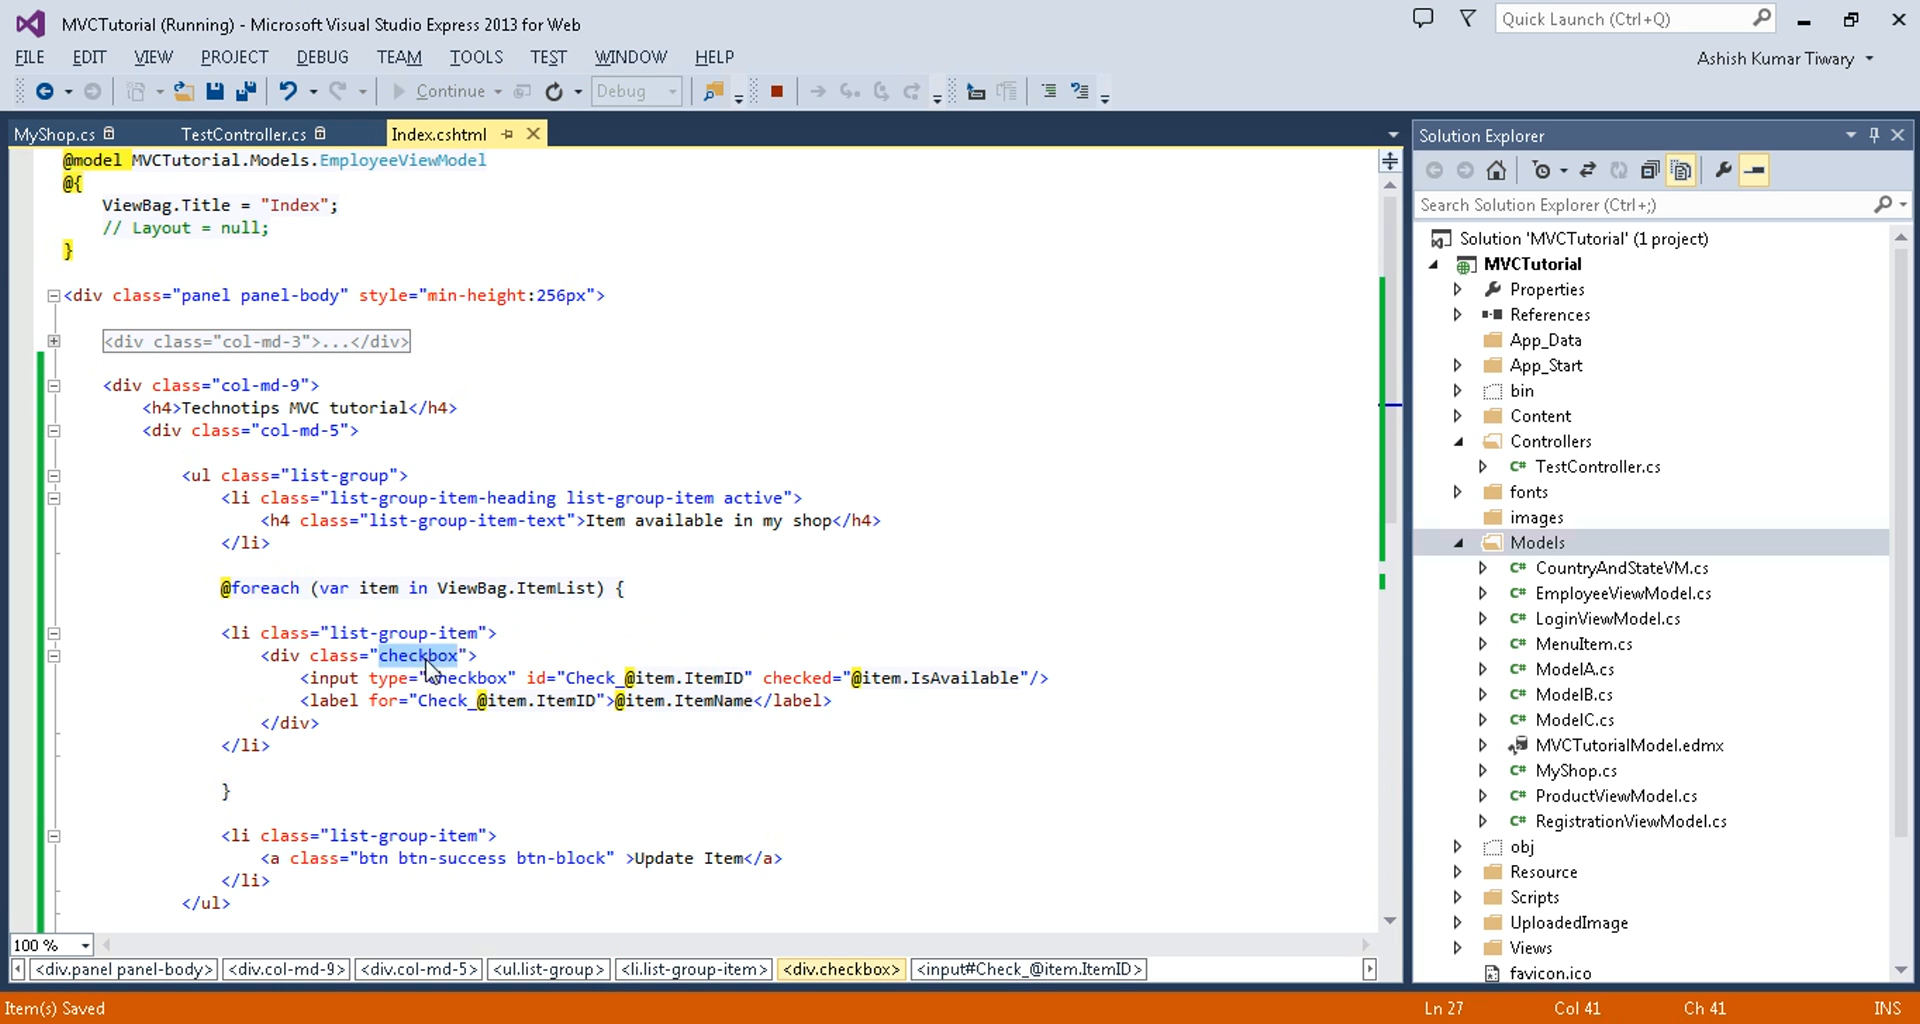 MVCTutorial (Running) - Microsoft Visual Studio Express 2013 for Web
Quick Launch (Ctrl+Q)
FILE EDIT VIEW PROJECT DEBUG TEAM TOOLS TEST WINDOW HELP
Ashish Kumar Tiwary
Continue Debug
MyShop.cs TestController.cs Index.cshtml
@model MVCTutorial.Models.EmployeeViewModel
@{
ViewBag.Title = "Index";
// Layout = null;
}
<div class="panel panel-body" style="min-height:256px">
<div class="col-md-3">...</div>
<div class="col-md-9">
<h4>Technotips MVC tutorial</h4>
<div class="col-md-5">
<ul class="list-group">
<li class="list-group-item-heading list-group-item active">
<h4 class="list-group-item-text">Item available in my shop</h4>
</li>
@foreach (var item in ViewBag.ItemList) {
<li class="list-group-item">
<div class="checkbox">
<input type="checkbox" id="Check_@item.ItemID" checked="@item.IsAvailable"/>
<label for="Check_@item.ItemID">@item.ItemName</label>
</div>
</li>
}
<li class="list-group-item">
<a class="btn btn-success btn-block" >Update Item</a>
</li>
</ul>
100 %
<div.panel panel-body> <div.col-md-9> <div.col-md-5> <ul.list-group> <li.list-group-item> <div.checkbox> <input#Check_@item.ItemID>
Item(s) Saved Ln 27 Col 41 Ch 41 INS
Solution Explorer
Search Solution Explorer (Ctrl+;)
Solution 'MVCTutorial' (1 project)
MVCTutorial
Properties
References
App_Data
App_Start
bin
Content
Controllers
C# TestController.cs
fonts
images
Models
C# CountryAndStateVM.cs
C# EmployeeViewModel.cs
C# LoginViewModel.cs
C# MenuItem.cs
C# ModelA.cs
C# ModelB.cs
C# ModelC.cs
MVCTutorialModel.edmx
C# MyShop.cs
C# ProductViewModel.cs
C# RegistrationViewModel.cs
obj
Resource
Scripts
UploadedImage
Views
favicon.ico